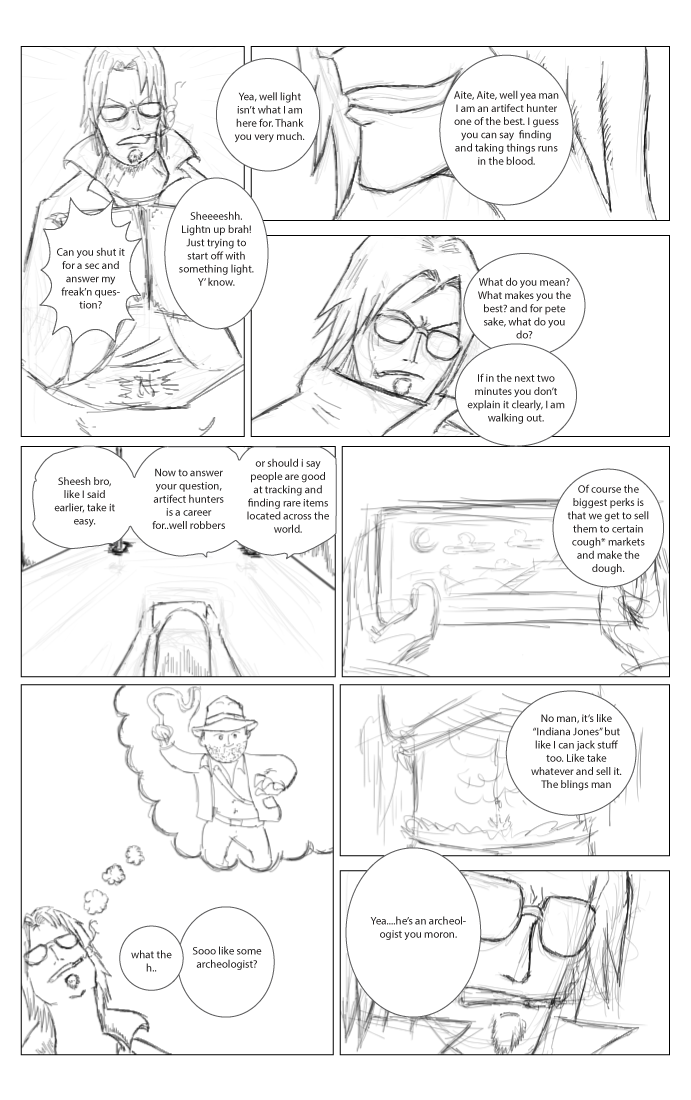 Can you shut it
for a sec and
answer my
freak'n ques-
tion?
Sheeeeshh.
Lightn up brah!
Just trying to
start off with
something light.
Y' know.
Yea, well light
isn't what I am
here for. Thank
you very much.
Aite, Aite, well yea man
I am an artifect hunter
one of the best. I guess
you can say finding
and taking things runs
in the blood.
What do you mean?
What makes you the
best? and for pete
sake, what do you
do?
If in the next two
minutes you don't
explain it clearly, I am
walking out.
Sheesh bro,
like I said
earlier, take it
easy.
Now to answer
your question,
artifect hunters
is a career
for..well robbers
or should i say
people are good
at tracking and
finding rare items
located across the
world.
Of course the
biggest perks is
that we get to sell
them to certain
cough* markets
and make the
dough.
what the
h..
Sooo like some
archeologist?
No man, it's like
"Indiana Jones" but
like I can jack stuff
too. Like take
whatever and sell it.
The blings man
Yea....he's an archeol-
ogist you moron.